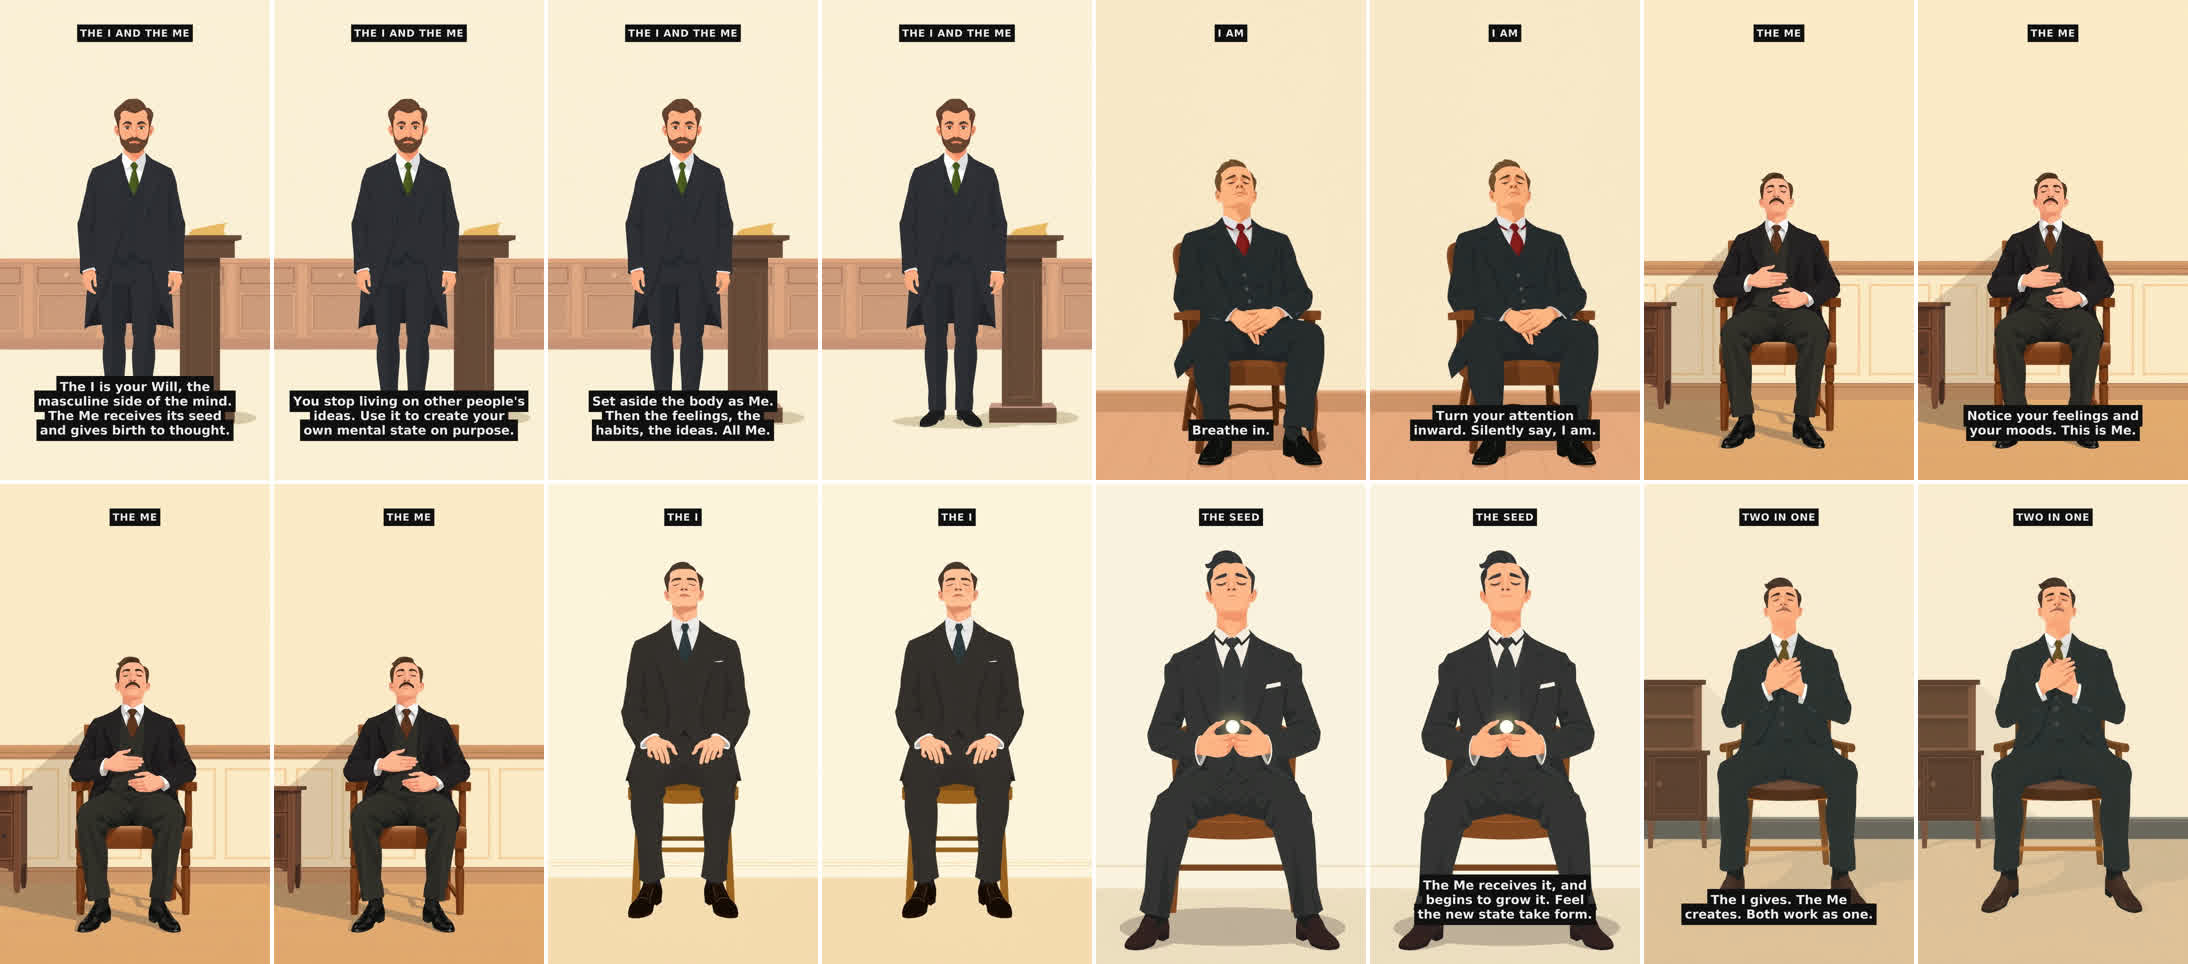 THE I AND THE ME
The I is your Will, the
masculine side of the mind.
The Me receives its seed
and gives birth to thought.
THE I AND THE ME
You stop living on other people's
ideas. Use it to create your
own mental state on purpose.
THE I AND THE ME
Set aside the body as Me.
Then the feelings, the
habits, the ideas. All Me.
THE I AND THE ME
I AM
Breathe in.
I AM
Turn your attention
inward. Silently say, I am.
THE ME
THE ME
Notice your feelings and
your moods. This is Me.
THE ME
THE ME
THE I
THE I
THE SEED
THE SEED
The Me receives it, and
begins to grow it. Feel
the new state take form.
TWO IN ONE
The I gives. The Me
creates. Both work as one.
TWO IN ONE